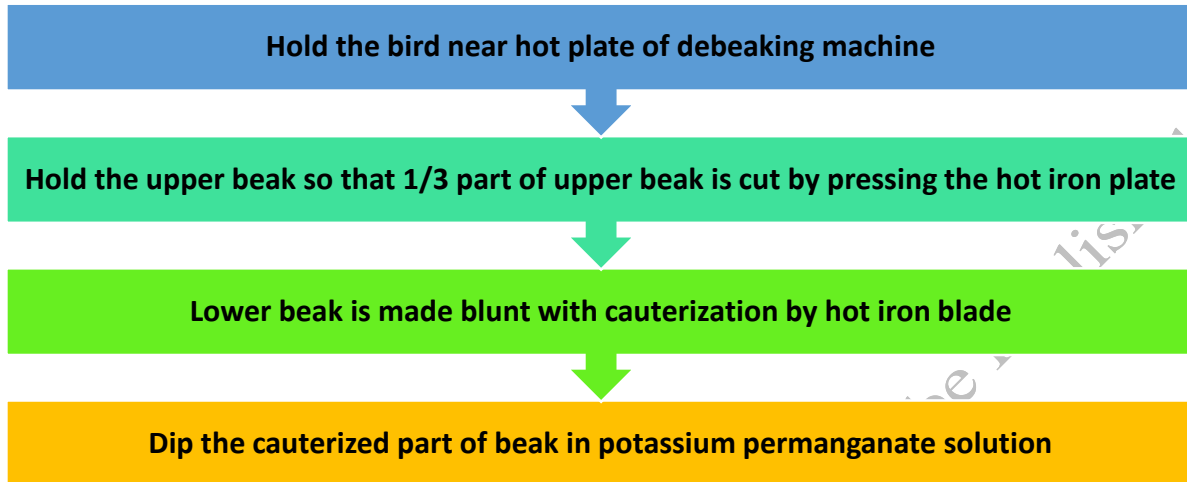 Hold the bird near hot plate of debeaking machine
Hold the upper beak so that 1/3 part of upper beak is cut by pressing the hot iron plate
Lower beak is made blunt with cauterization by hot iron blade
Dip the cauterized part of beak in potassium permanganate solution